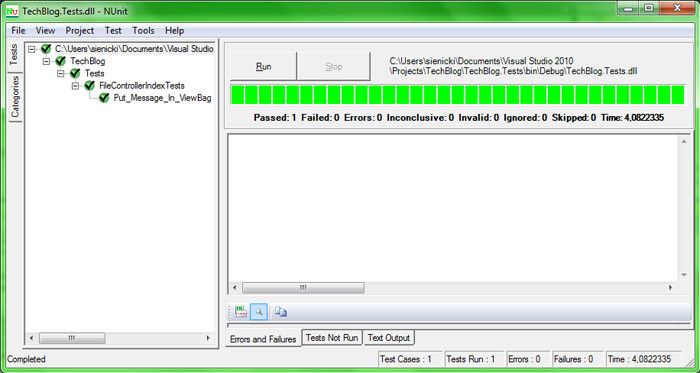 TechBlog.Tests.dll - NUnit
File View Project Test Tools Help
Tests
Categories
C:\Users\sienicki\Documents\Visual Studio
TechBlog
Tests
FileControllerIndexTests
Put_Message_In_ViewBag
Run
Stop
C:\Users\sienicki\Documents\Visual Studio 2010
\Projects\TechBlog\TechBlog.Tests\bin\Debug\TechBlog.Tests.dll
Passed: 1 Failed: 0 Errors: 0 Inconclusive: 0 Invalid: 0 Ignored: 0 Skipped: 0 Time: 4,0822335
Errors and Failures
Tests Not Run
Text Output
Completed
Test Cases : 1
Tests Run : 1
Errors : 0
Failures : 0
Time : 4,0822335